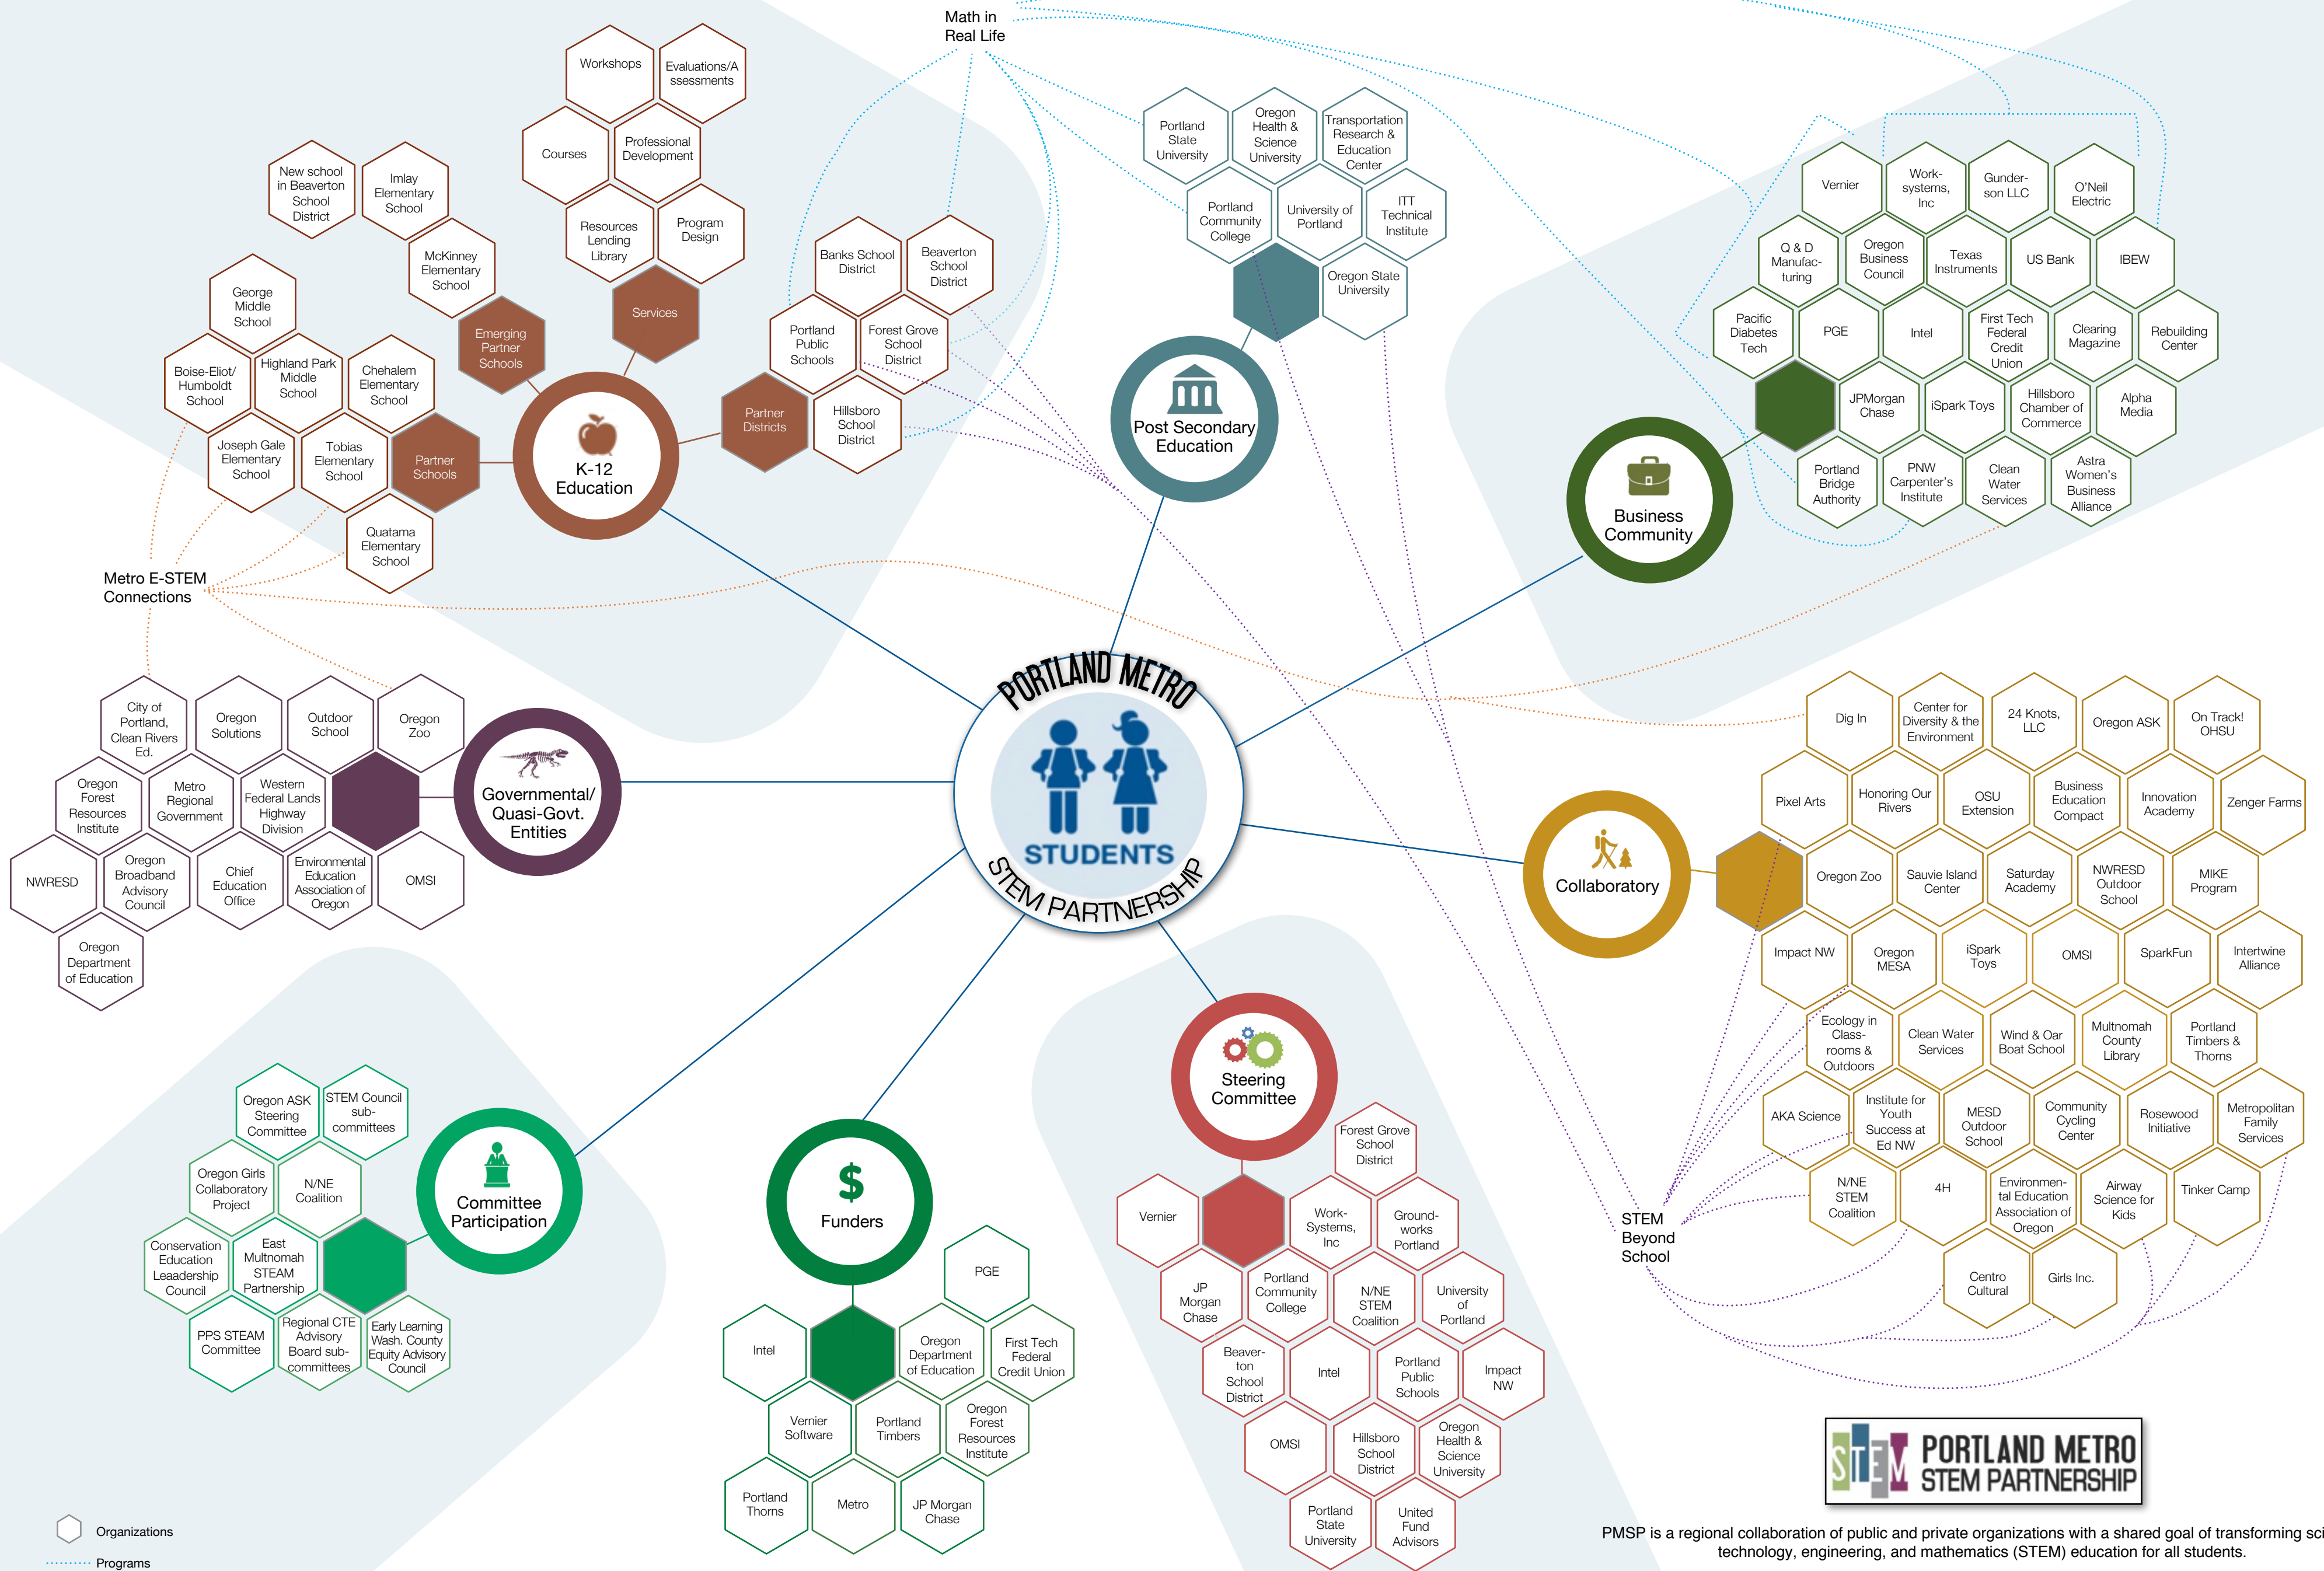 Math in
Real Life
Workshops
Evaluations/A
ssessments
Courses
Professional
Development
Resources
Lending
Library
Program
Design
Services
New school
in Beaverton
School
District
Imlay
Elementary
School
McKinney
Elementary
School
Emerging
Partner
Schools
George
Middle
School
Boise-Eliot/
Humboldt
School
Highland Park
Middle
School
Chehalem
Elementary
School
Joseph Gale
Elementary
School
Tobias
Elementary
School
Partner
Schools
Quatama
Elementary
School
K-12
Education
Banks School
District
Beaverton
School
District
Portland
Public
Schools
Forest Grove
School
District
Partner
Districts
Hillsboro
School
District
Portland
State
University
Oregon
Health &
Science
University
Transportation
Research &
Education
Center
Portland
Community
College
University of
Portland
ITT
Technical
Institute
Oregon State
University
Post Secondary
Education
Vernier
Work-
systems,
Inc
Gunder-
son LLC
O'Neil
Electric
Q & D
Manufac-
turing
Oregon
Business
Council
Texas
Instruments
US Bank
IBEW
Pacific
Diabetes
Tech
PGE
Intel
First Tech
Federal
Credit
Union
Clearing
Magazine
Rebuilding
Center
JPMorgan
Chase
iSpark Toys
Hillsboro
Chamber of
Commerce
Alpha
Media
Portland
Bridge
Authority
PNW
Carpenter's
Institute
Clean
Water
Services
Astra
Women's
Business
Alliance
Business
Community
Metro E-STEM
Connections
City of
Portland,
Clean Rivers
Ed.
Oregon
Solutions
Outdoor
School
Oregon
Zoo
Oregon
Forest
Resources
Institute
Metro
Regional
Government
Western
Federal Lands
Highway
Division
NWRESD
Oregon
Broadband
Advisory
Council
Chief
Education
Office
Environmental
Education
Association of
Oregon
OMSI
Oregon
Department
of Education
Governmental/
Quasi-Govt.
Entities
PORTLAND METRO
STUDENTS
STEM PARTNERSHIP
Collaboratory
Dig In
Center for
Diversity & the
Environment
24 Knots,
LLC
Oregon ASK
On Track!
OHSU
Pixel Arts
Honoring Our
Rivers
OSU
Extension
Business
Education
Compact
Innovation
Academy
Zenger Farms
Oregon Zoo
Sauvie Island
Center
Saturday
Academy
NWRESD
Outdoor
School
MIKE
Program
Impact NW
Oregon
MESA
iSpark
Toys
OMSI
SparkFun
Intertwine
Alliance
Ecology in
Class-
rooms &
Outdoors
Clean Water
Services
Wind & Oar
Boat School
Multnomah
County
Library
Portland
Timbers &
Thorns
AKA Science
Institute for
Youth
Success at
Ed NW
MESD
Outdoor
School
Community
Cycling
Center
Rosewood
Initiative
Metropolitan
Family
Services
N/NE
STEM
Coalition
4H
Environmen-
tal Education
Association of
Oregon
Airway
Science for
Kids
Tinker Camp
Centro
Cultural
Girls Inc.
STEM
Beyond
School
Oregon ASK
Steering
Committee
STEM Council
sub-
committees
Oregon Girls
Collaboratory
Project
N/NE
Coalition
Conservation
Education
Leaadership
Council
East
Multnomah
STEAM
Partnership
PPS STEAM
Committee
Regional CTE
Advisory
Board sub-
committees
Early Learning
Wash. County
Equity Advisory
Council
Committee
Participation
Funders
PGE
Intel
Oregon
Department
of Education
First Tech
Federal
Credit Union
Vernier
Software
Portland
Timbers
Oregon
Forest
Resources
Institute
Portland
Thorns
Metro
JP Morgan
Chase
Steering
Committee
Forest Grove
School
District
Vernier
Work-
Systems,
Inc
Ground-
works
Portland
JP
Morgan
Chase
Portland
Community
College
N/NE
STEM
Coalition
University
of
Portland
Beaver-
ton
School
District
Intel
Portland
Public
Schools
Impact
NW
OMSI
Hillsboro
School
District
Oregon
Health &
Science
University
Portland
State
University
United
Fund
Advisors
STEM
PORTLAND METRO
STEM PARTNERSHIP
PMSP is a regional collaboration of public and private organizations with a shared goal of transforming sci
technology, engineering, and mathematics (STEM) education for all students.
Organizations
Programs